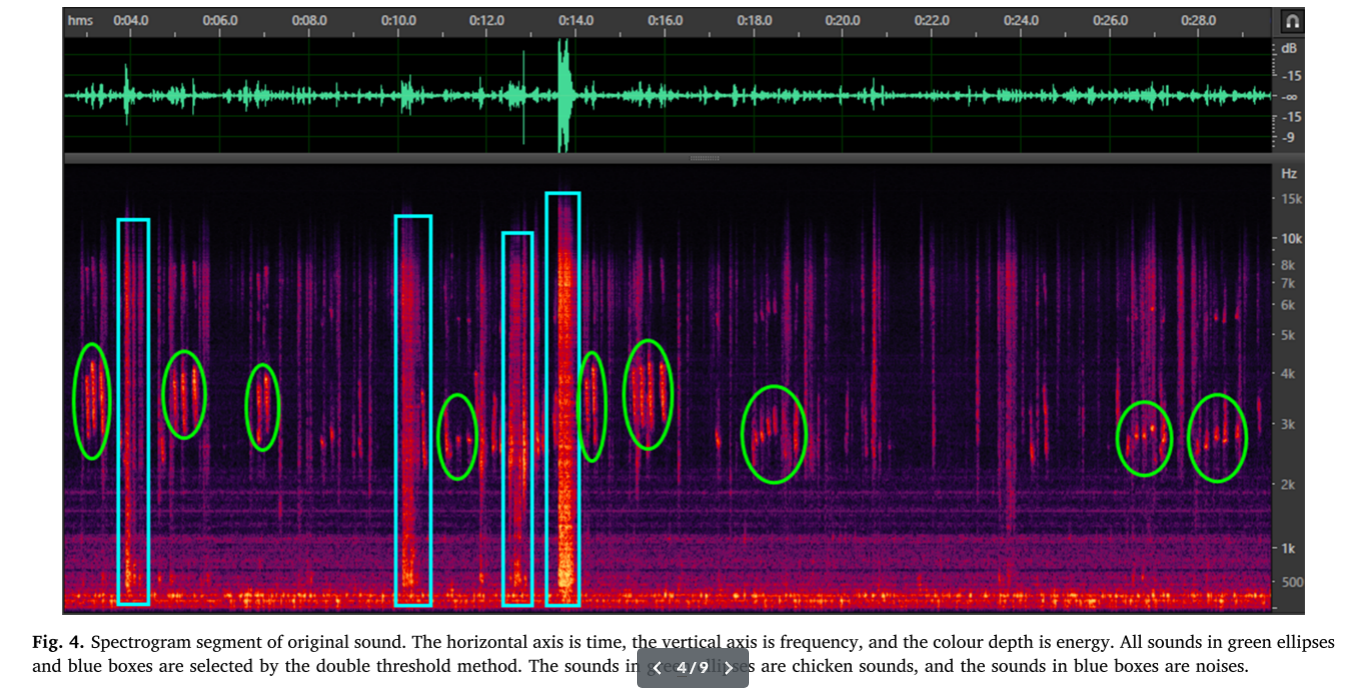 hms 0:04.0 0:06.0 0:08.0 0:10.0 0:12.0 0:14.0 0:16.0 0:18.0 0:20.0 0:22.0 0:24.0 0:26.0 0:28.0
dB
-15
-∞
-15
-9
Hz
15k
10k
8k
7k
6k
5k
4k
3k
2k
1k
500
Fig. 4. Spectrogram segment of original sound. The horizontal axis is time, the vertical axis is frequency, and the colour depth is energy. All sounds in green ellipses
and blue boxes are selected by the double threshold method. The sounds in green ellipses are chicken sounds, and the sounds in blue boxes are noises.
< 4/9 >